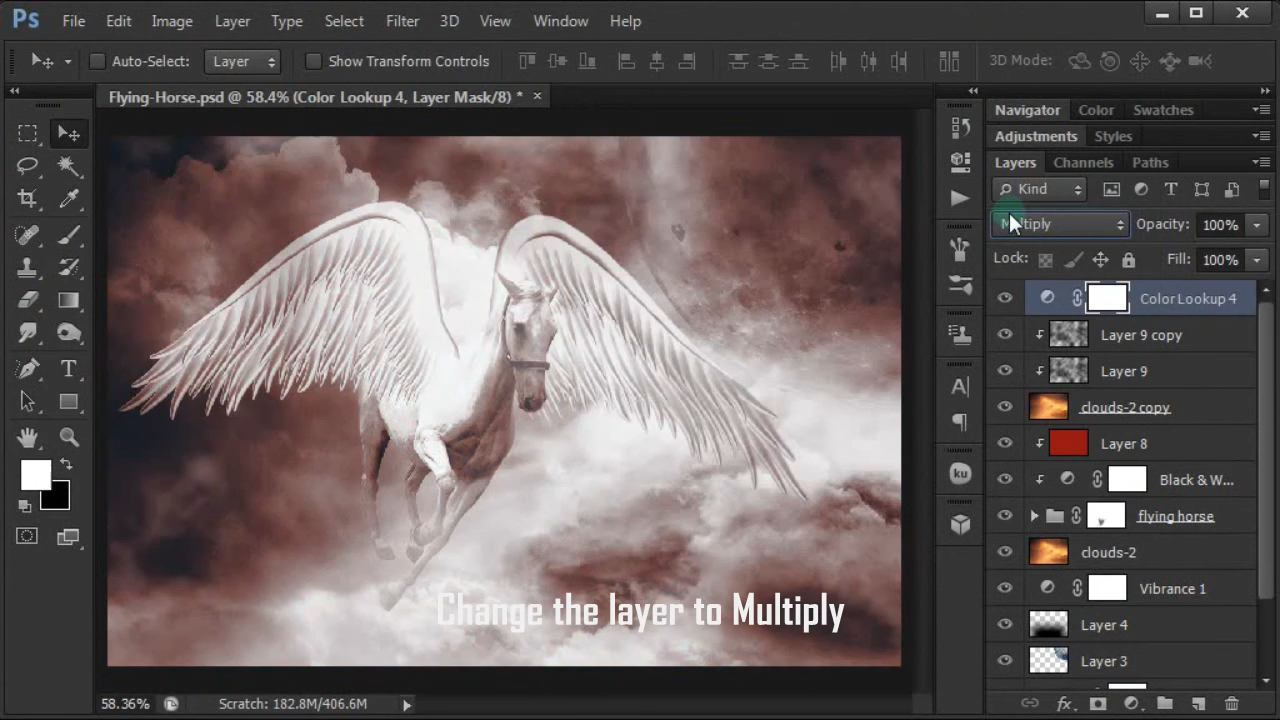 Ps File Edit Image Layer Type Select Filter 3D View Window Help
Auto-Select: Layer Show Transform Controls 3D Mode:
Flying-Horse.psd @ 58.4% (Color Lookup 4, Layer Mask/8) * ×
Navigator Color Swatches
Adjustments Styles
Layers Channels Paths
Kind
Multiply Opacity: 100%
Lock: Fill: 100%
Color Lookup 4
Layer 9 copy
Layer 9
clouds-2 copy
Layer 8
Black & W...
flying horse
clouds-2
Vibrance 1
Layer 4
Layer 3
Change the layer to Multiply
58.36% Scratch: 182.8M/406.6M